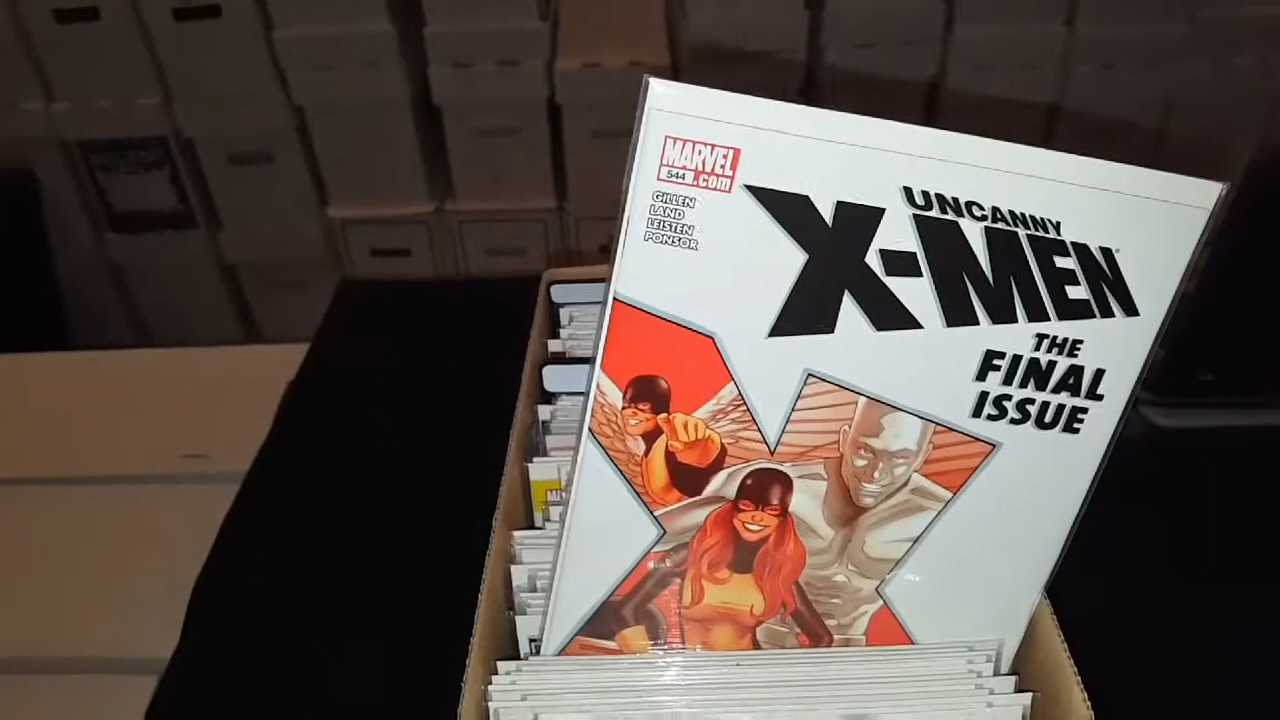 MARVEL
544 .com
GILLEN
LAND
LEISTEN
PONSOR
UNCANNY
X-MEN
THE
FINAL
ISSUE